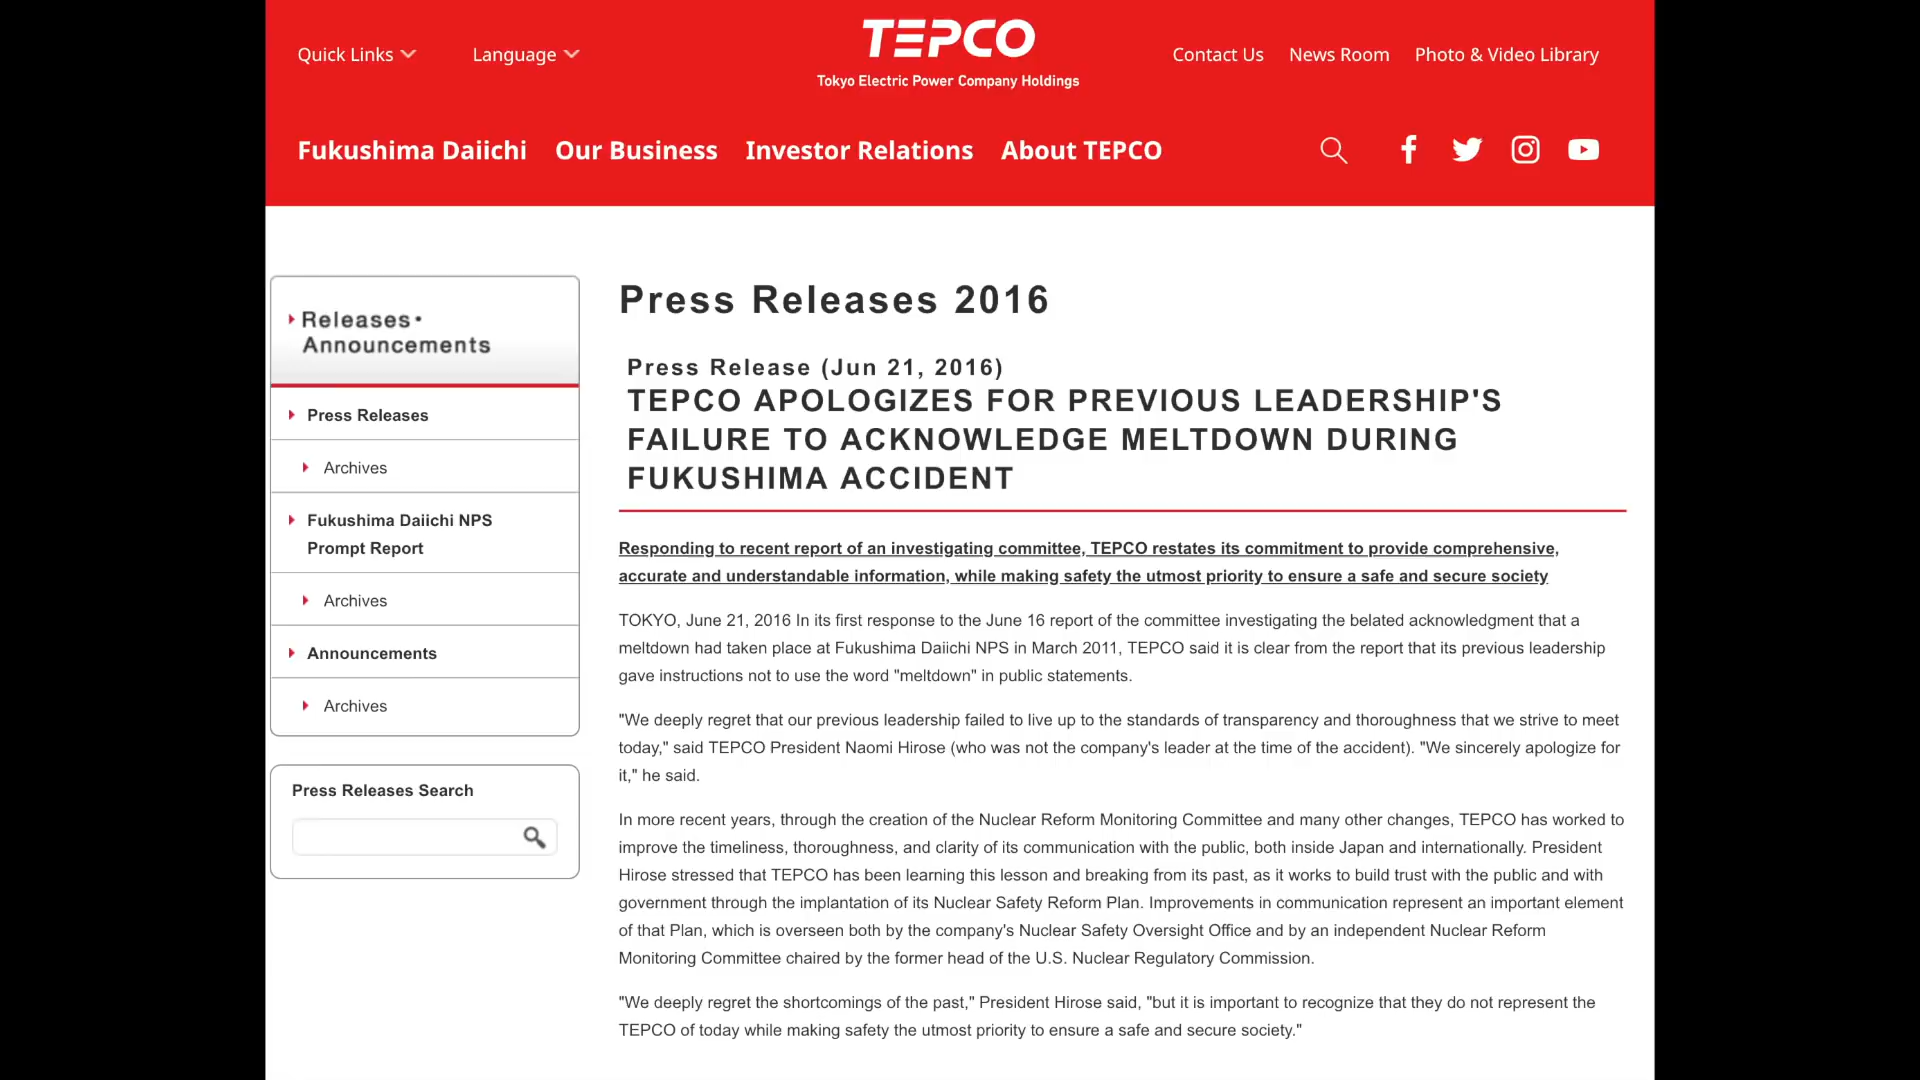 Quick Links
Language
TEPCO
Tokyo Electric Power Company Holdings
Contact Us
News Room
Photo & Video Library
Fukushima Daiichi
Our Business
Investor Relations
About TEPCO
Releases・
Announcements
Press Releases
Archives
Fukushima Daiichi NPS
Prompt Report
Archives
Announcements
Archives
Press Releases Search
Press Releases 2016
Press Release (Jun 21, 2016)
TEPCO APOLOGIZES FOR PREVIOUS LEADERSHIP'S
FAILURE TO ACKNOWLEDGE MELTDOWN DURING
FUKUSHIMA ACCIDENT
Responding to recent report of an investigating committee, TEPCO restates its commitment to provide comprehensive,
accurate and understandable information, while making safety the utmost priority to ensure a safe and secure society
TOKYO, June 21, 2016 In its first response to the June 16 report of the committee investigating the belated acknowledgment that a
meltdown had taken place at Fukushima Daiichi NPS in March 2011, TEPCO said it is clear from the report that its previous leadership
gave instructions not to use the word "meltdown" in public statements.
"We deeply regret that our previous leadership failed to live up to the standards of transparency and thoroughness that we strive to meet
today," said TEPCO President Naomi Hirose (who was not the company's leader at the time of the accident). "We sincerely apologize for
it," he said.
In more recent years, through the creation of the Nuclear Reform Monitoring Committee and many other changes, TEPCO has worked to
improve the timeliness, thoroughness, and clarity of its communication with the public, both inside Japan and internationally. President
Hirose stressed that TEPCO has been learning this lesson and breaking from its past, as it works to build trust with the public and with
government through the implantation of its Nuclear Safety Reform Plan. Improvements in communication represent an important element
of that Plan, which is overseen both by the company's Nuclear Safety Oversight Office and by an independent Nuclear Reform
Monitoring Committee chaired by the former head of the U.S. Nuclear Regulatory Commission.
"We deeply regret the shortcomings of the past," President Hirose said, "but it is important to recognize that they do not represent the
TEPCO of today while making safety the utmost priority to ensure a safe and secure society."